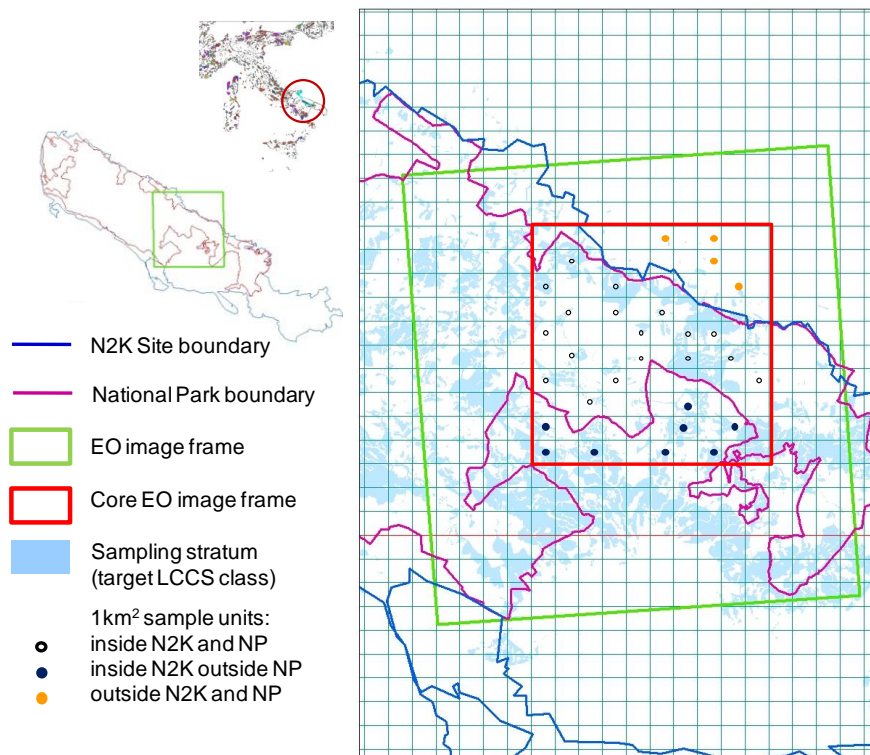 N2K Site boundary
National Park boundary
EO image frame
Core EO image frame
Sampling stratum
(target LCCS class)
1km² sample units:
inside N2K and NP
inside N2K outside NP
outside N2K and NP